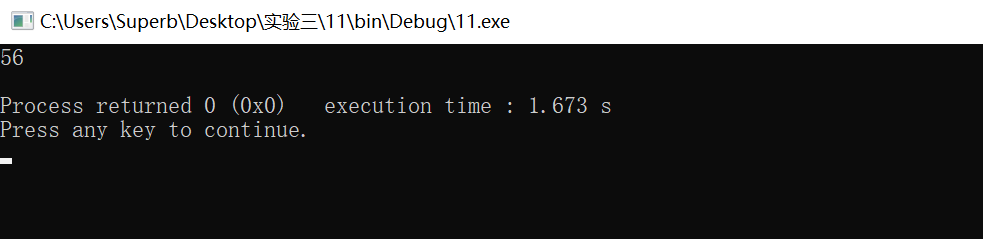 C:\Users\Superb\Desktop\实验三\11\bin\Debug\11.exe
56
Process returned 0 (0x0)   execution time : 1.673 s
Press any key to continue.